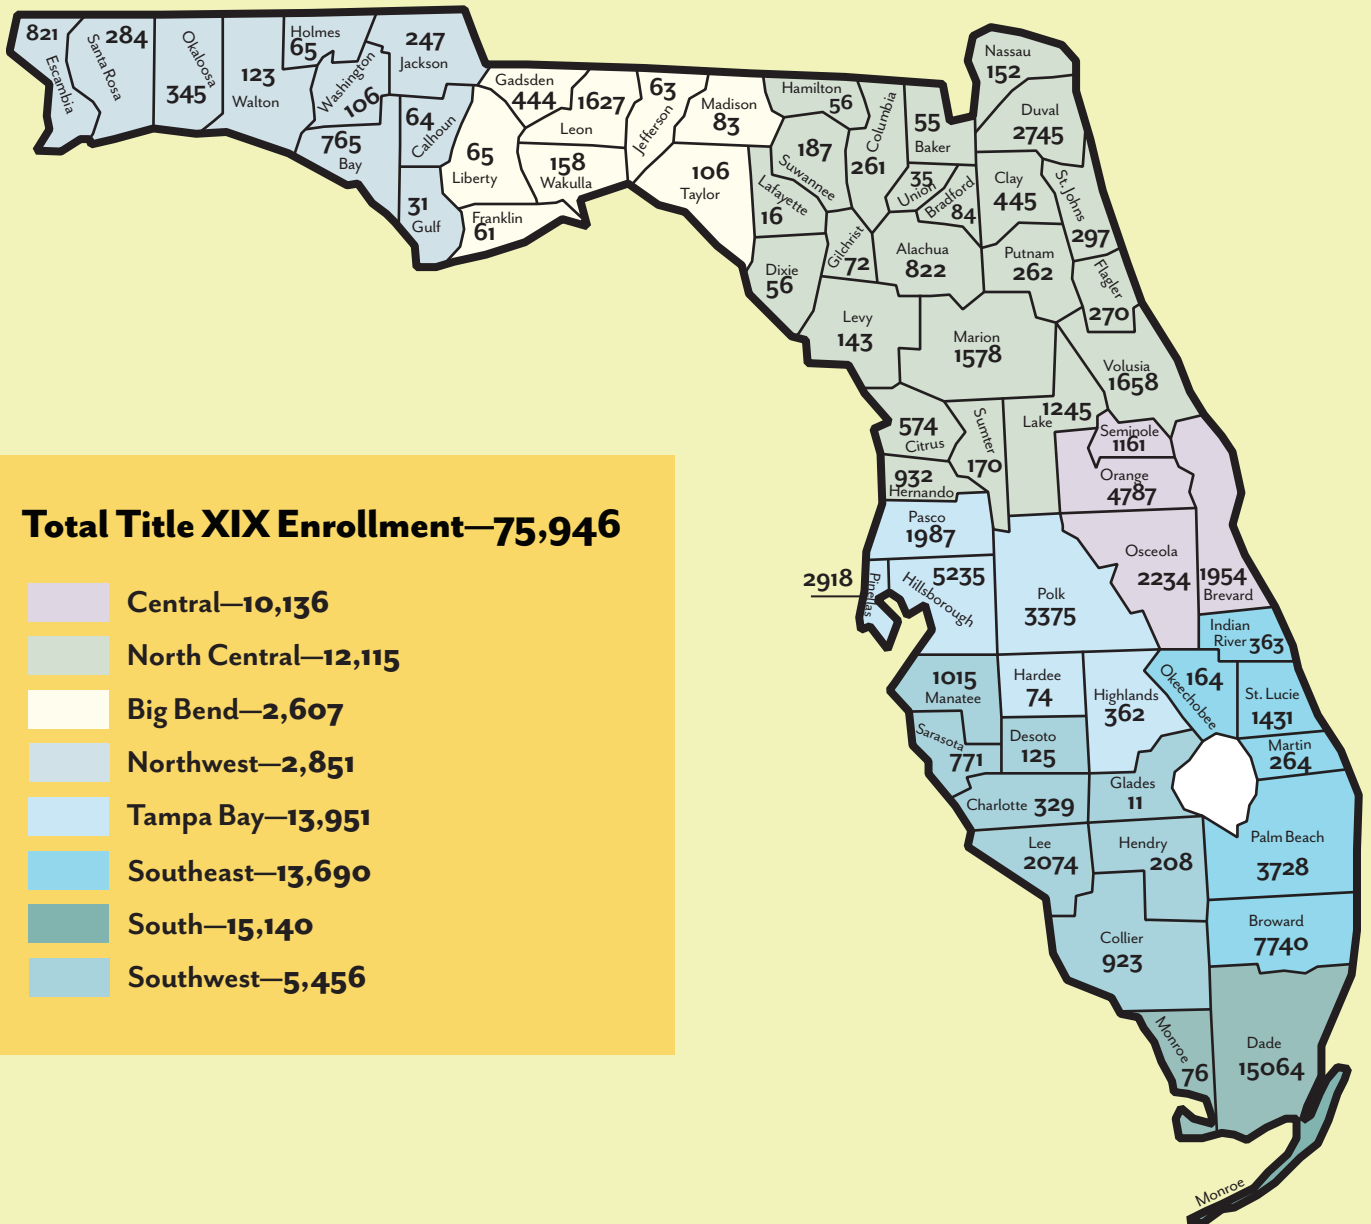 821
Escambia
284
Santa Rosa
Okaloosa
345
123
Walton
Holmes
65
Washington
106
247
Jackson
765
Bay
64
Calhoun
31
Gulf
Gadsden
444
1627
Leon
65
Liberty
158
Wakulla
Franklin
61
63
Jefferson
Madison
83
106
Taylor
Hamilton
56
187
Suwannee
Lafayette
16
Columbia
261
55
Baker
Nassau
152
Duval
2745
35
Union
Bradford
84
Clay
445
St. Johns
297
Dixie
56
Gilchrist
72
Alachua
822
Putnam
262
Flagler
270
Levy
143
Marion
1578
Volusia
1658
574
Citrus
Sumter
170
1245
Lake
Seminole
1161
Orange
4787
932
Hernando
Pasco
1987
2918
Pinellas
5235
Hillsborough
Polk
3375
Osceola
2234
1954
Brevard
Indian
River 363
1015
Manatee
Hardee
74
Highlands
362
164
Okeechobee
St. Lucie
1431
Sarasota
771
Desoto
125
Martin
264
Charlotte 329
Glades
11
Lee
2074
Hendry
208
Palm Beach
3728
Collier
923
Broward
7740
Monroe
76
Dade
15064
Monroe
Total Title XIX Enrollment—75,946
Central—10,136
North Central—12,115
Big Bend—2,607
Northwest—2,851
Tampa Bay—13,951
Southeast—13,690
South—15,140
Southwest—5,456